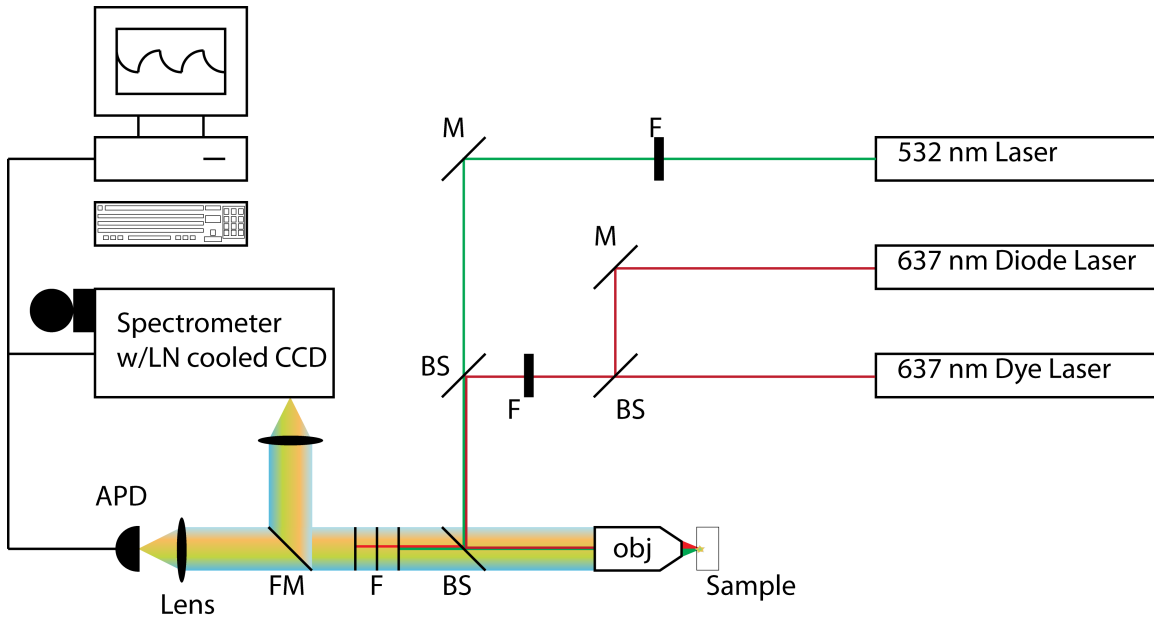 M
F
532 nm Laser
M
637 nm Diode Laser
Spectrometer
w/LN cooled CCD
BS
F
BS
637 nm Dye Laser
APD
Lens
FM
F
BS
obj
Sample